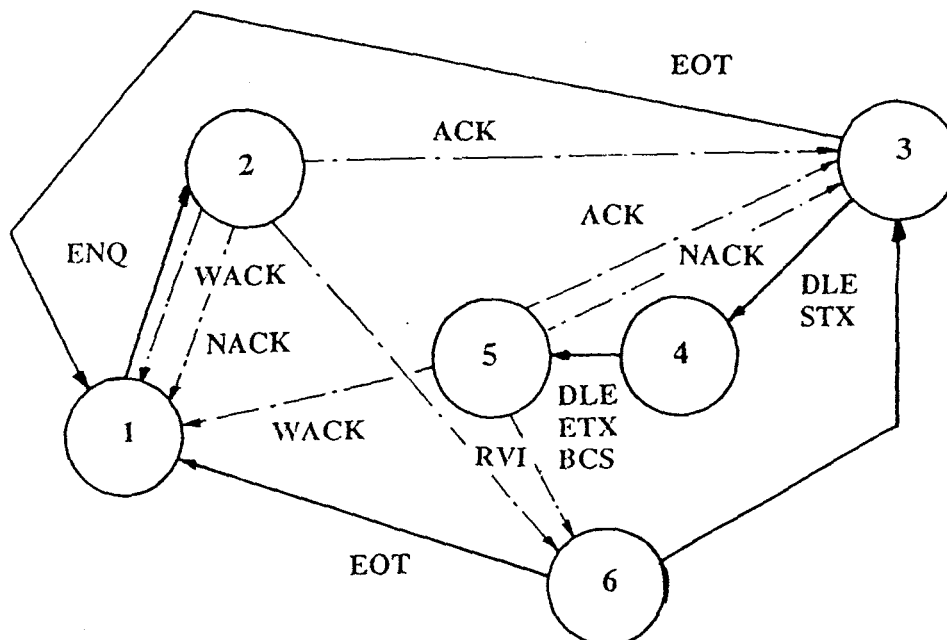 EOT
ACK
2
3
ACK
ENQ
WACK
NACK
DLE
STX
NACK
5
4
1
WACK
DLE
ETX
BCS
RVI
EOT
6